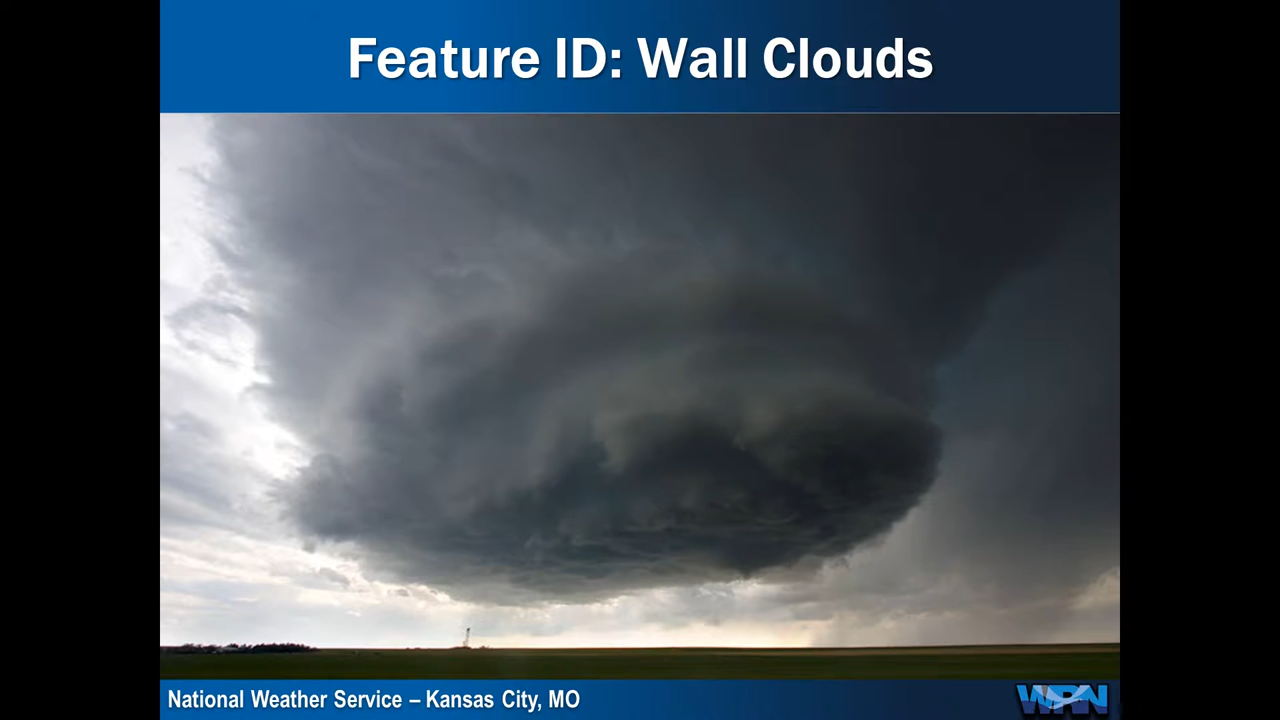 Feature ID: Wall Clouds
National Weather Service – Kansas City, MO
WRN